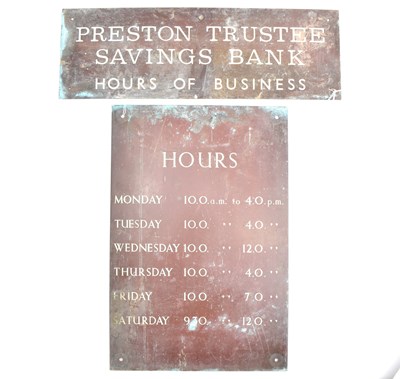 PRESTON TRUSTEE
SAVINGS BANK
HOURS OF BUSINESS
HOURS
MONDAY 10.0.a.m. to 4.0.p.m.
TUESDAY 10.0. " 4.0. "
WEDNESDAY 10.0. " 12.0. "
THURSDAY 10.0. " 4.0. "
FRIDAY 10.0. " 7.0. "
SATURDAY 9.30. " 12.0. "